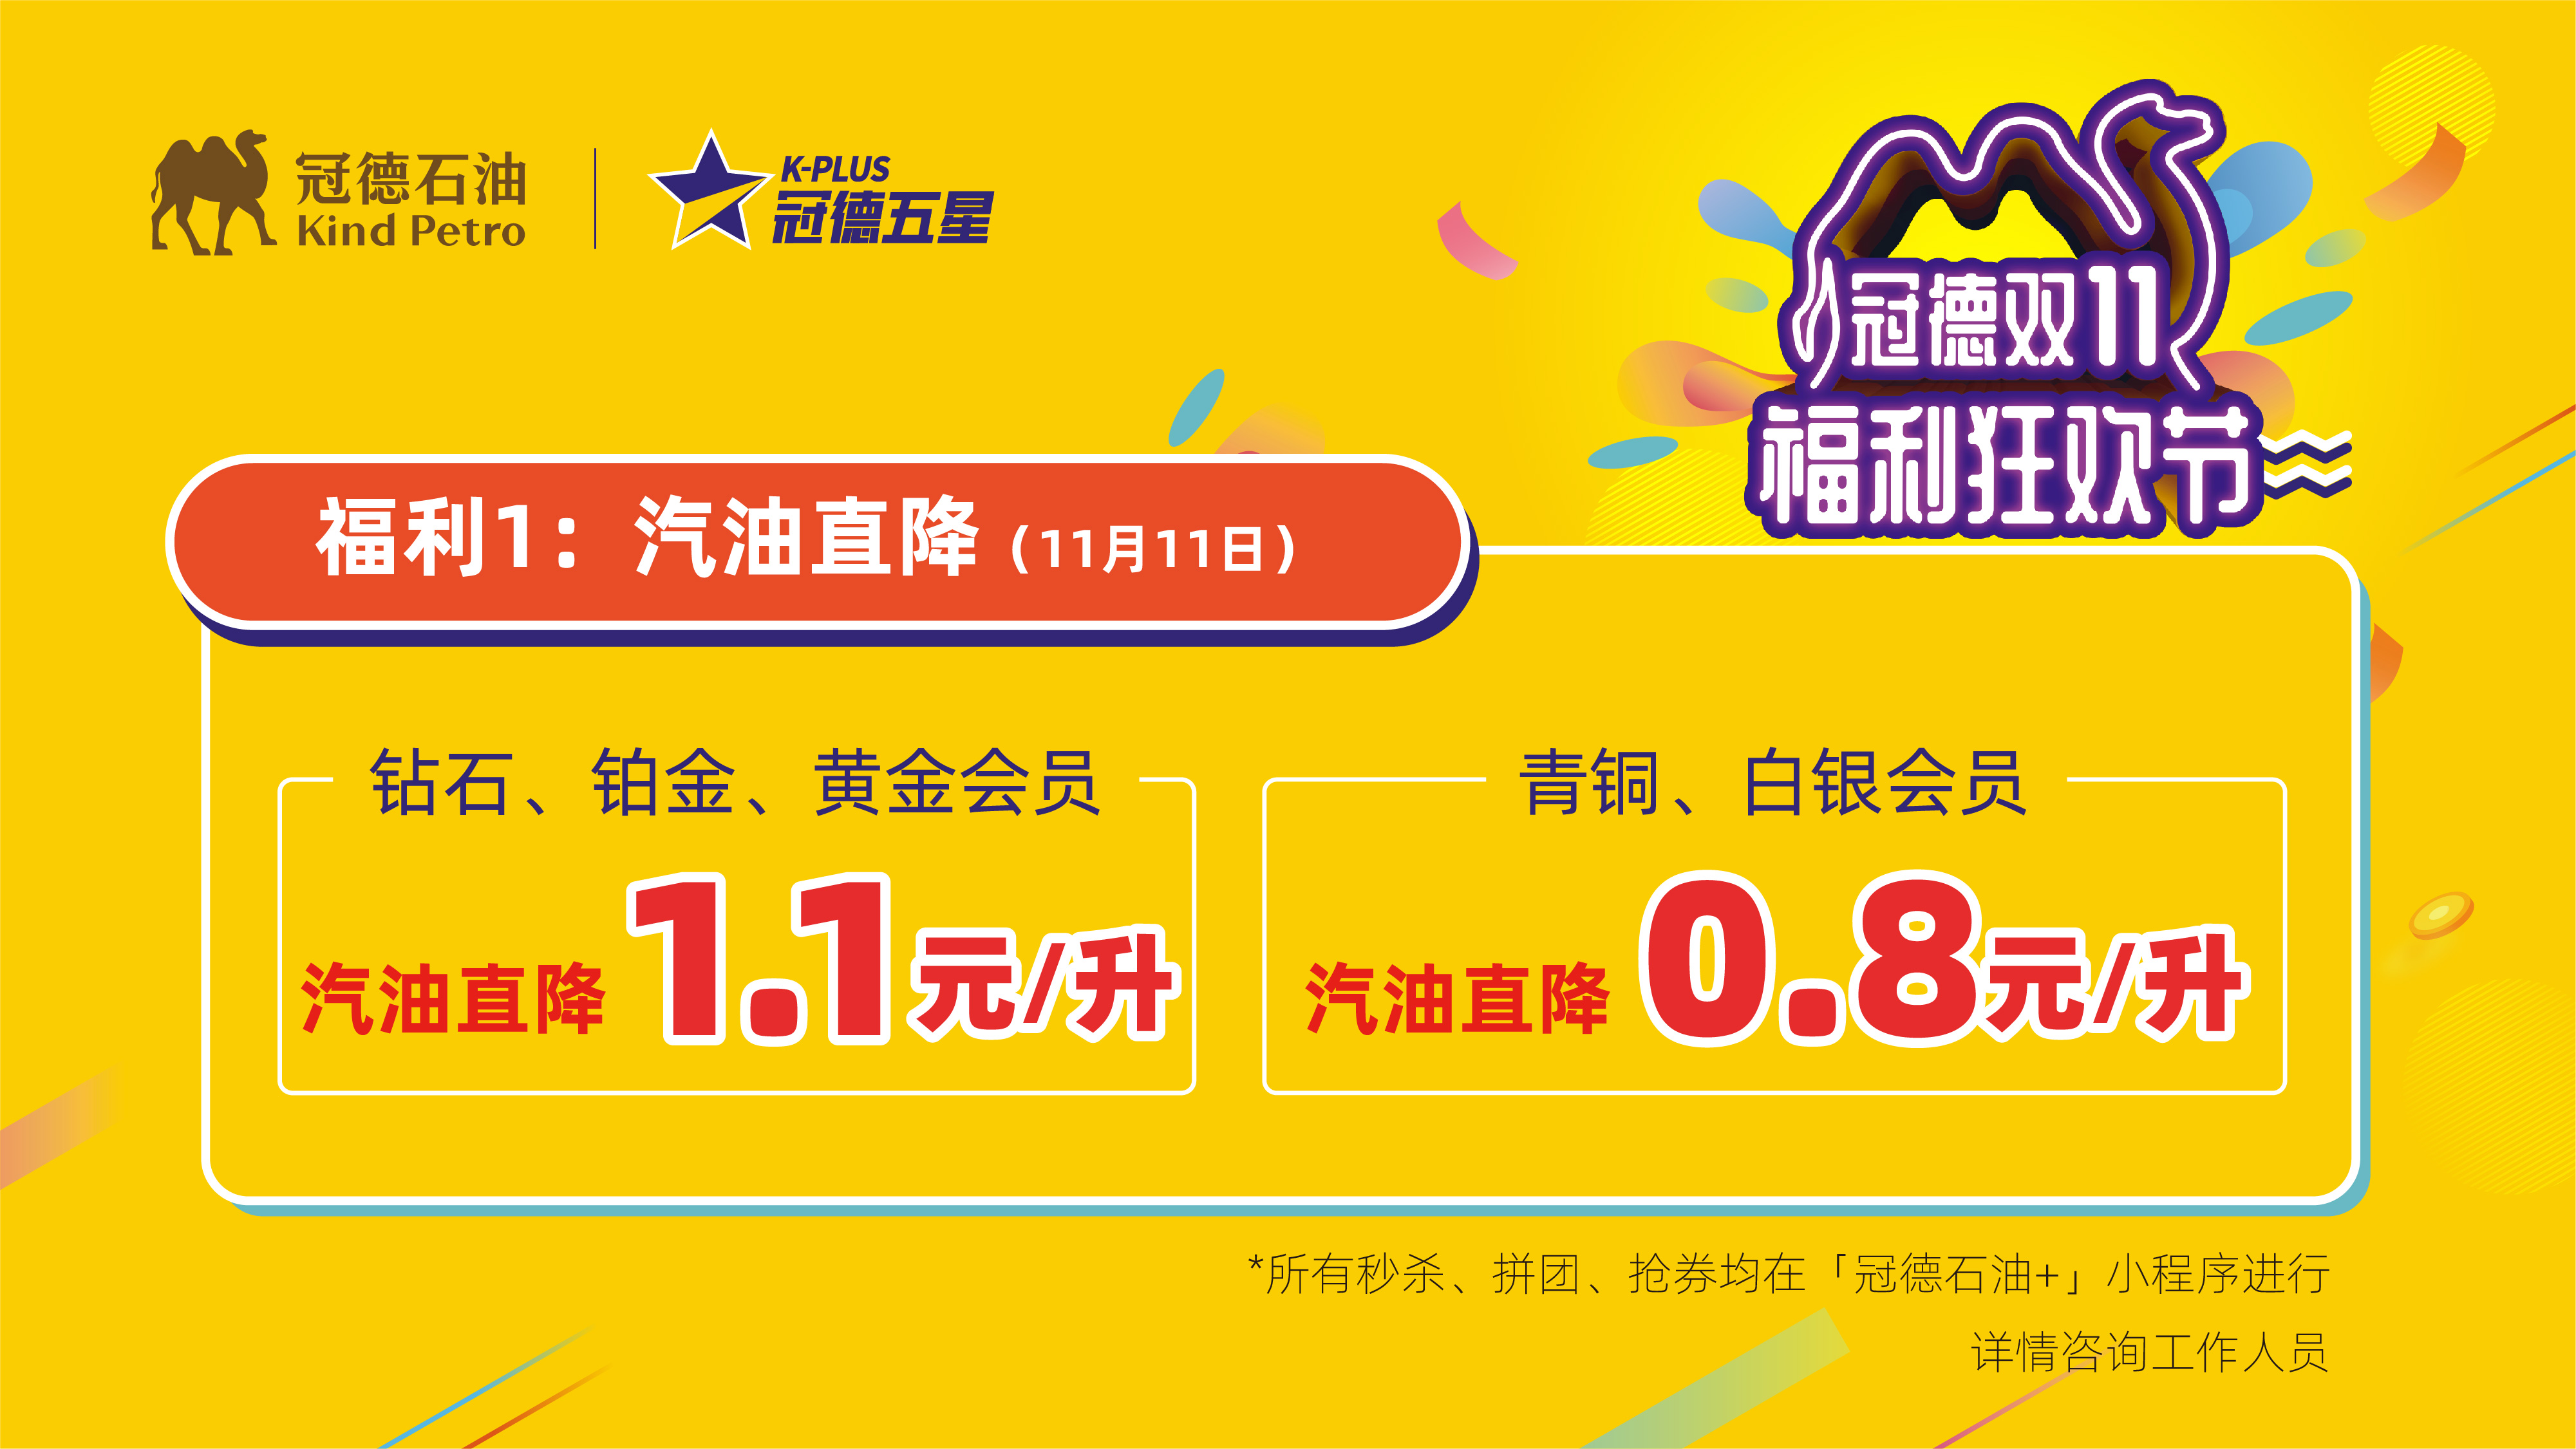 冠德石油
Kind Petro
K-PLUS
冠德五星
冠德双11
福利狂欢节
福利1：汽油直降（11月11日）
钻石、铂金、黄金会员
汽油直降 1.1元/升
青铜、白银会员
汽油直降 0.8元/升
*所有秒杀、拼团、抢券均在「冠德石油+」小程序进行
详情咨询工作人员